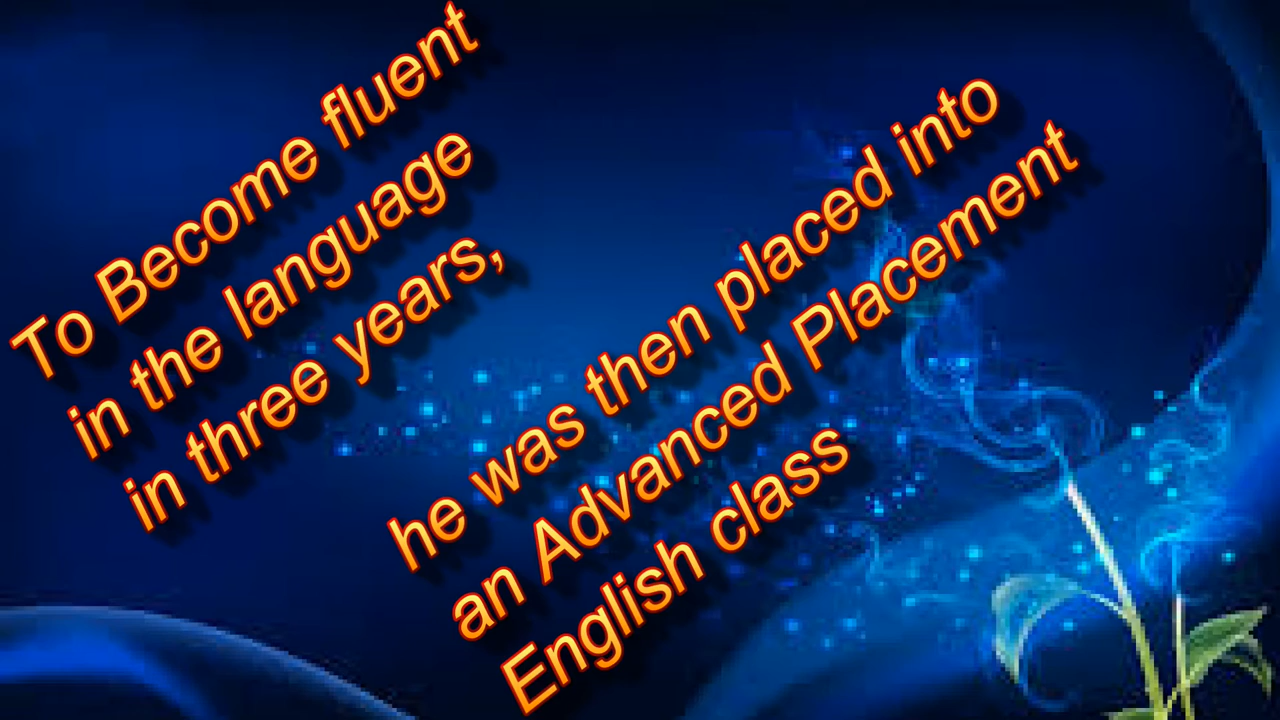 To Become fluent
in the language
in three years,
he was then placed into
an Advanced Placement
English class